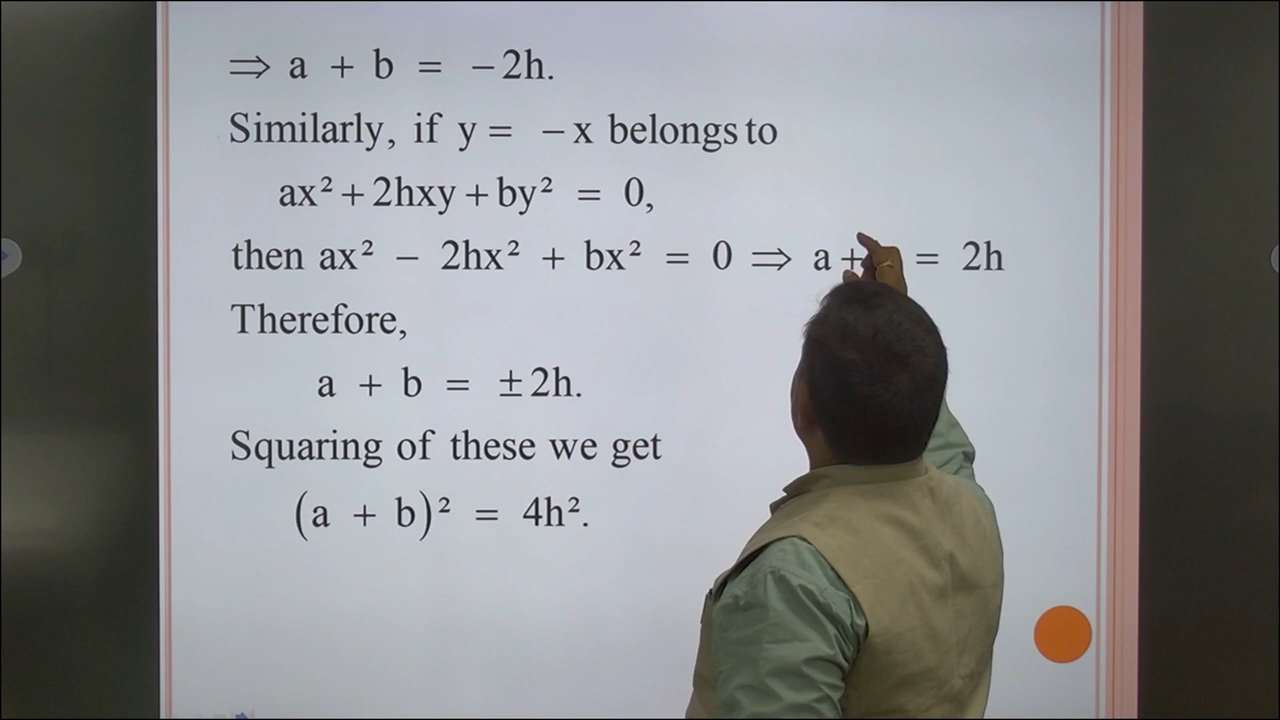 ⇒ a + b = −2h.
Similarly, if y = −x belongs to
ax² + 2hxy + by² = 0,
then ax² − 2hx² + bx² = 0 ⇒ a + = 2h
Therefore,
a + b = ±2h.
Squaring of these we get
(a + b)² = 4h².